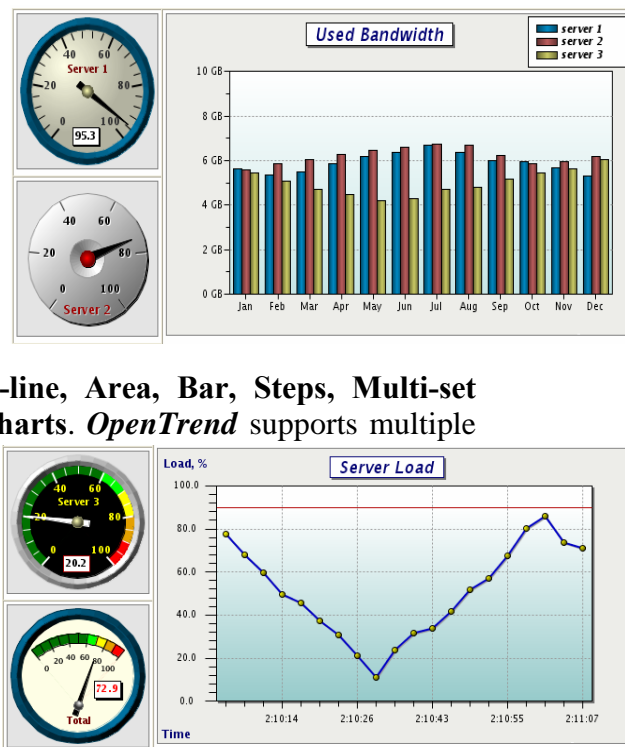 40 60
Server 1
20 80
0 100
95.3
Used Bandwidth
server 1
server 2
server 3
10 GB
8 GB
6 GB
4 GB
2 GB
0 GB
Jan Feb Mar Apr May Jun Jul Aug Sep Oct Nov Dec
40 60
20 80
0 100
Server 2
-line, Area, Bar, Steps, Multi-set
harts. OpenTrend supports multiple
40 60
Server 3
20 80
0 100
20.2
0 20 40 60 80 100
72.9
Total
Load, %
Server Load
100.0
80.0
60.0
40.0
20.0
0.0
2:10:14 2:10:26 2:10:43 2:10:55 2:11:07
Time